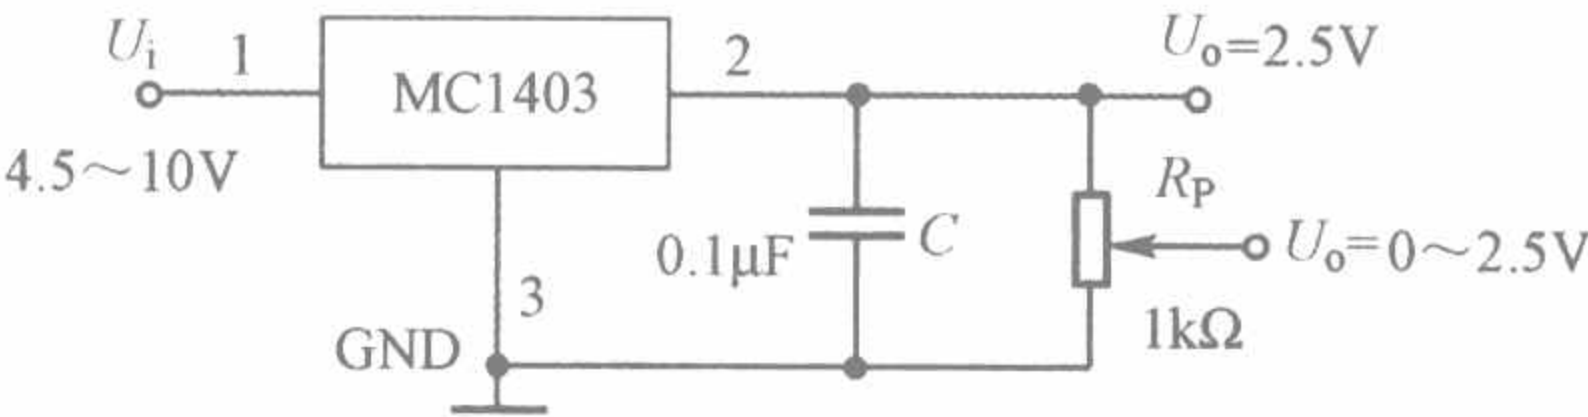 Ui
1
MC1403
2
Uo=2.5V
4.5～10V
RP
0.1μF
C
Uo=0～2.5V
3
GND
1kΩ